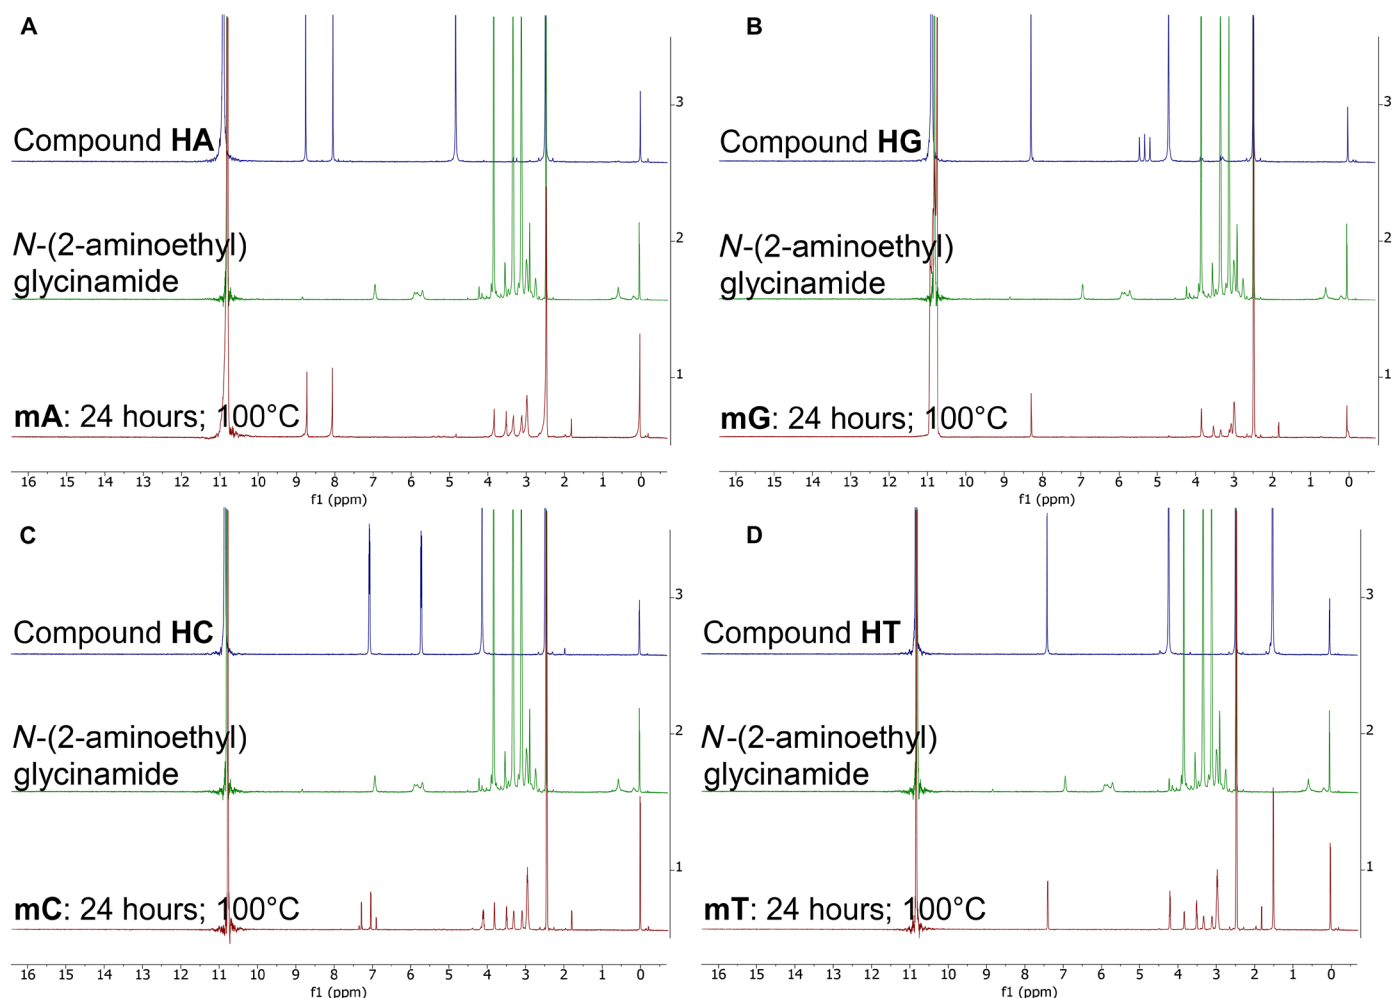 A
Compound HA
3
N-(2-aminoethyl)
glycinamide
2
mA: 24 hours; 100°C
1
16 15 14 13 12 11 10 9 8 7 6 5 4 3 2 1 0
f1 (ppm)
B
Compound HG
3
N-(2-aminoethyl)
glycinamide
2
mG: 24 hours; 100°C
1
16 15 14 13 12 11 10 9 8 7 6 5 4 3 2 1 0
f1 (ppm)
C
Compound HC
3
N-(2-aminoethyl)
glycinamide
2
mC: 24 hours; 100°C
1
16 15 14 13 12 11 10 9 8 7 6 5 4 3 2 1 0
f1 (ppm)
D
Compound HT
3
N-(2-aminoethyl)
glycinamide
2
mT: 24 hours; 100°C
1
16 15 14 13 12 11 10 9 8 7 6 5 4 3 2 1 0
f1 (ppm)